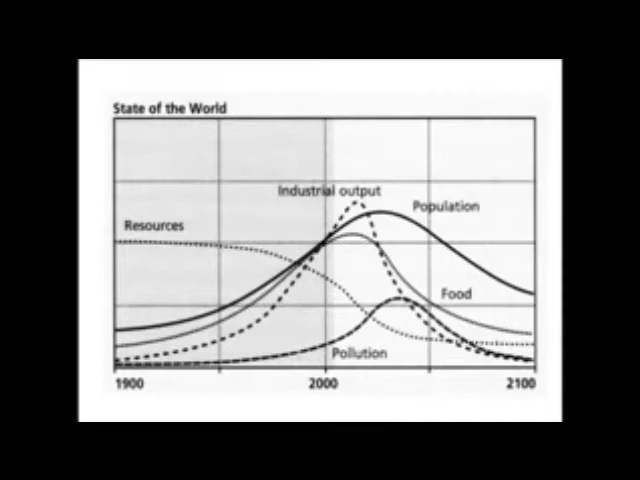 State of the World
Industrial output
Population
Resources
Food
Pollution
1900 2000 2100